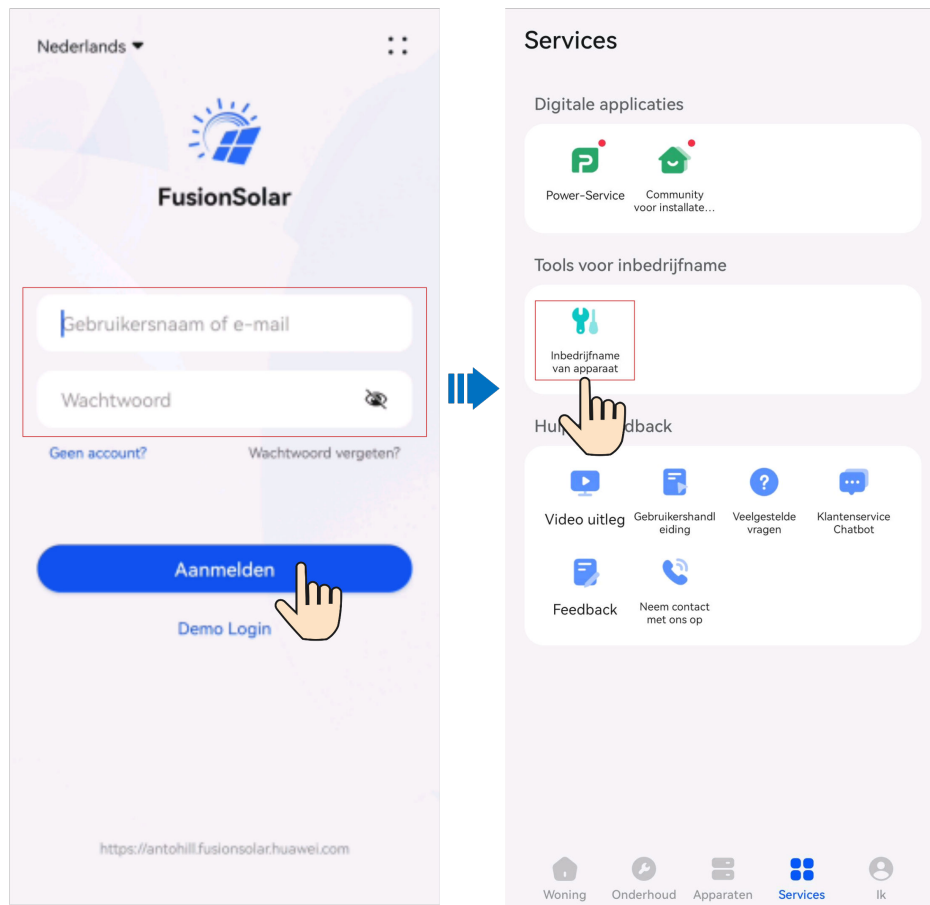 Nederlands
FusionSolar
Gebruikersnaam of e-mail
Wachtwoord
Geen account?
Wachtwoord vergeten?
Aanmelden
Demo Login
https://antohill.fusionsolar.huawei.com
Services
Digitale applicaties
Power-Service
Community
voor installate...
Tools voor inbedrijfname
Inbedrijfname
van apparaat
Video uitleg
Gebruikershandl
eiding
Veelgestelde
vragen
Klantenservice
Chatbot
Feedback
Neem contact
met ons op
Woning
Onderhoud
Apparaten
Services
Ik